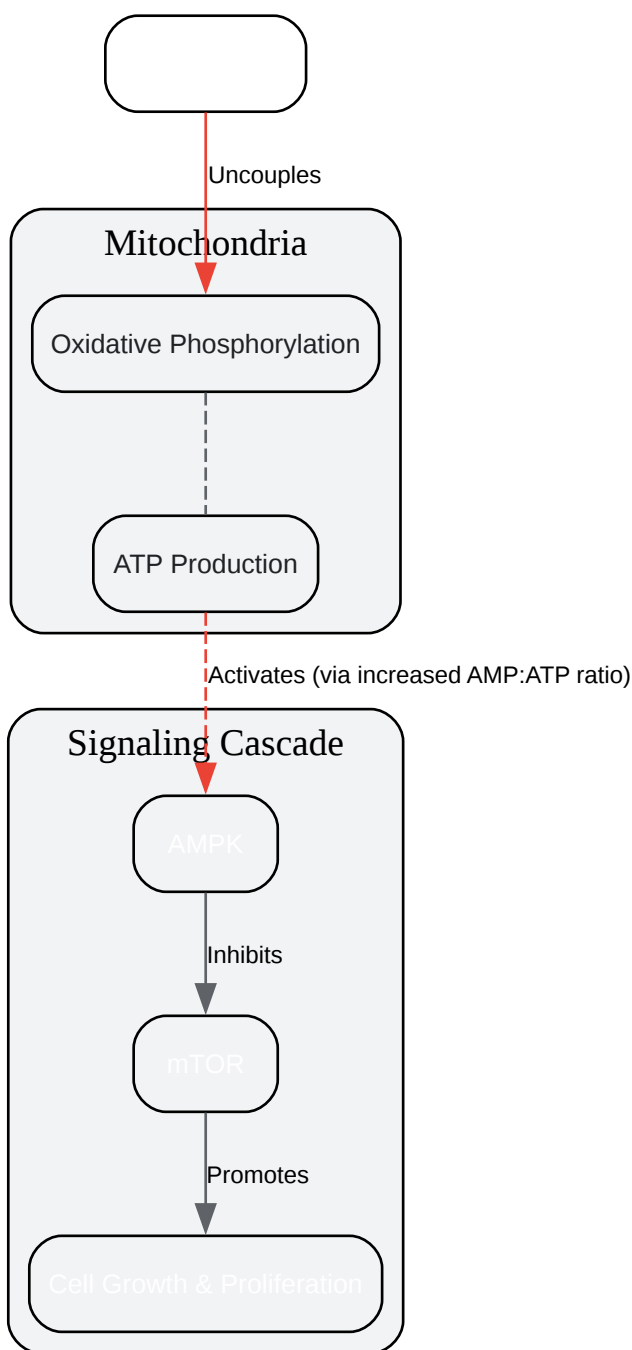 Uncouples
Mitochondria
Oxidative Phosphorylation
ATP Production
Activates (via increased AMP:ATP ratio)
Signaling Cascade
AMPK
Inhibits
mTOR
Promotes
Cell Growth & Proliferation